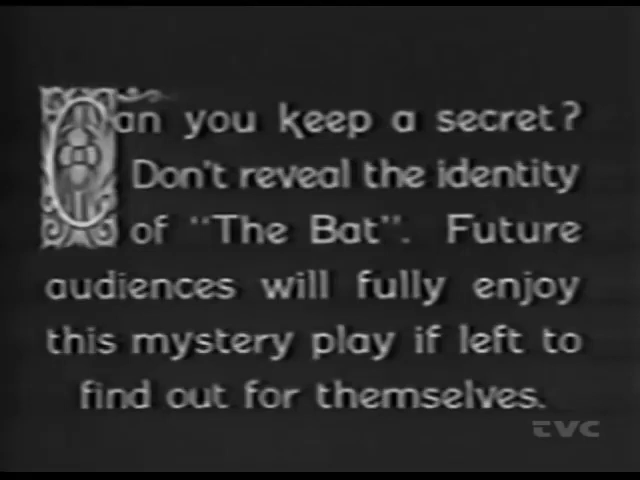 Can you keep a secret?
Don't reveal the identity
of "The Bat". Future
audiences will fully enjoy
this mystery play if left to
find out for themselves.
tvc